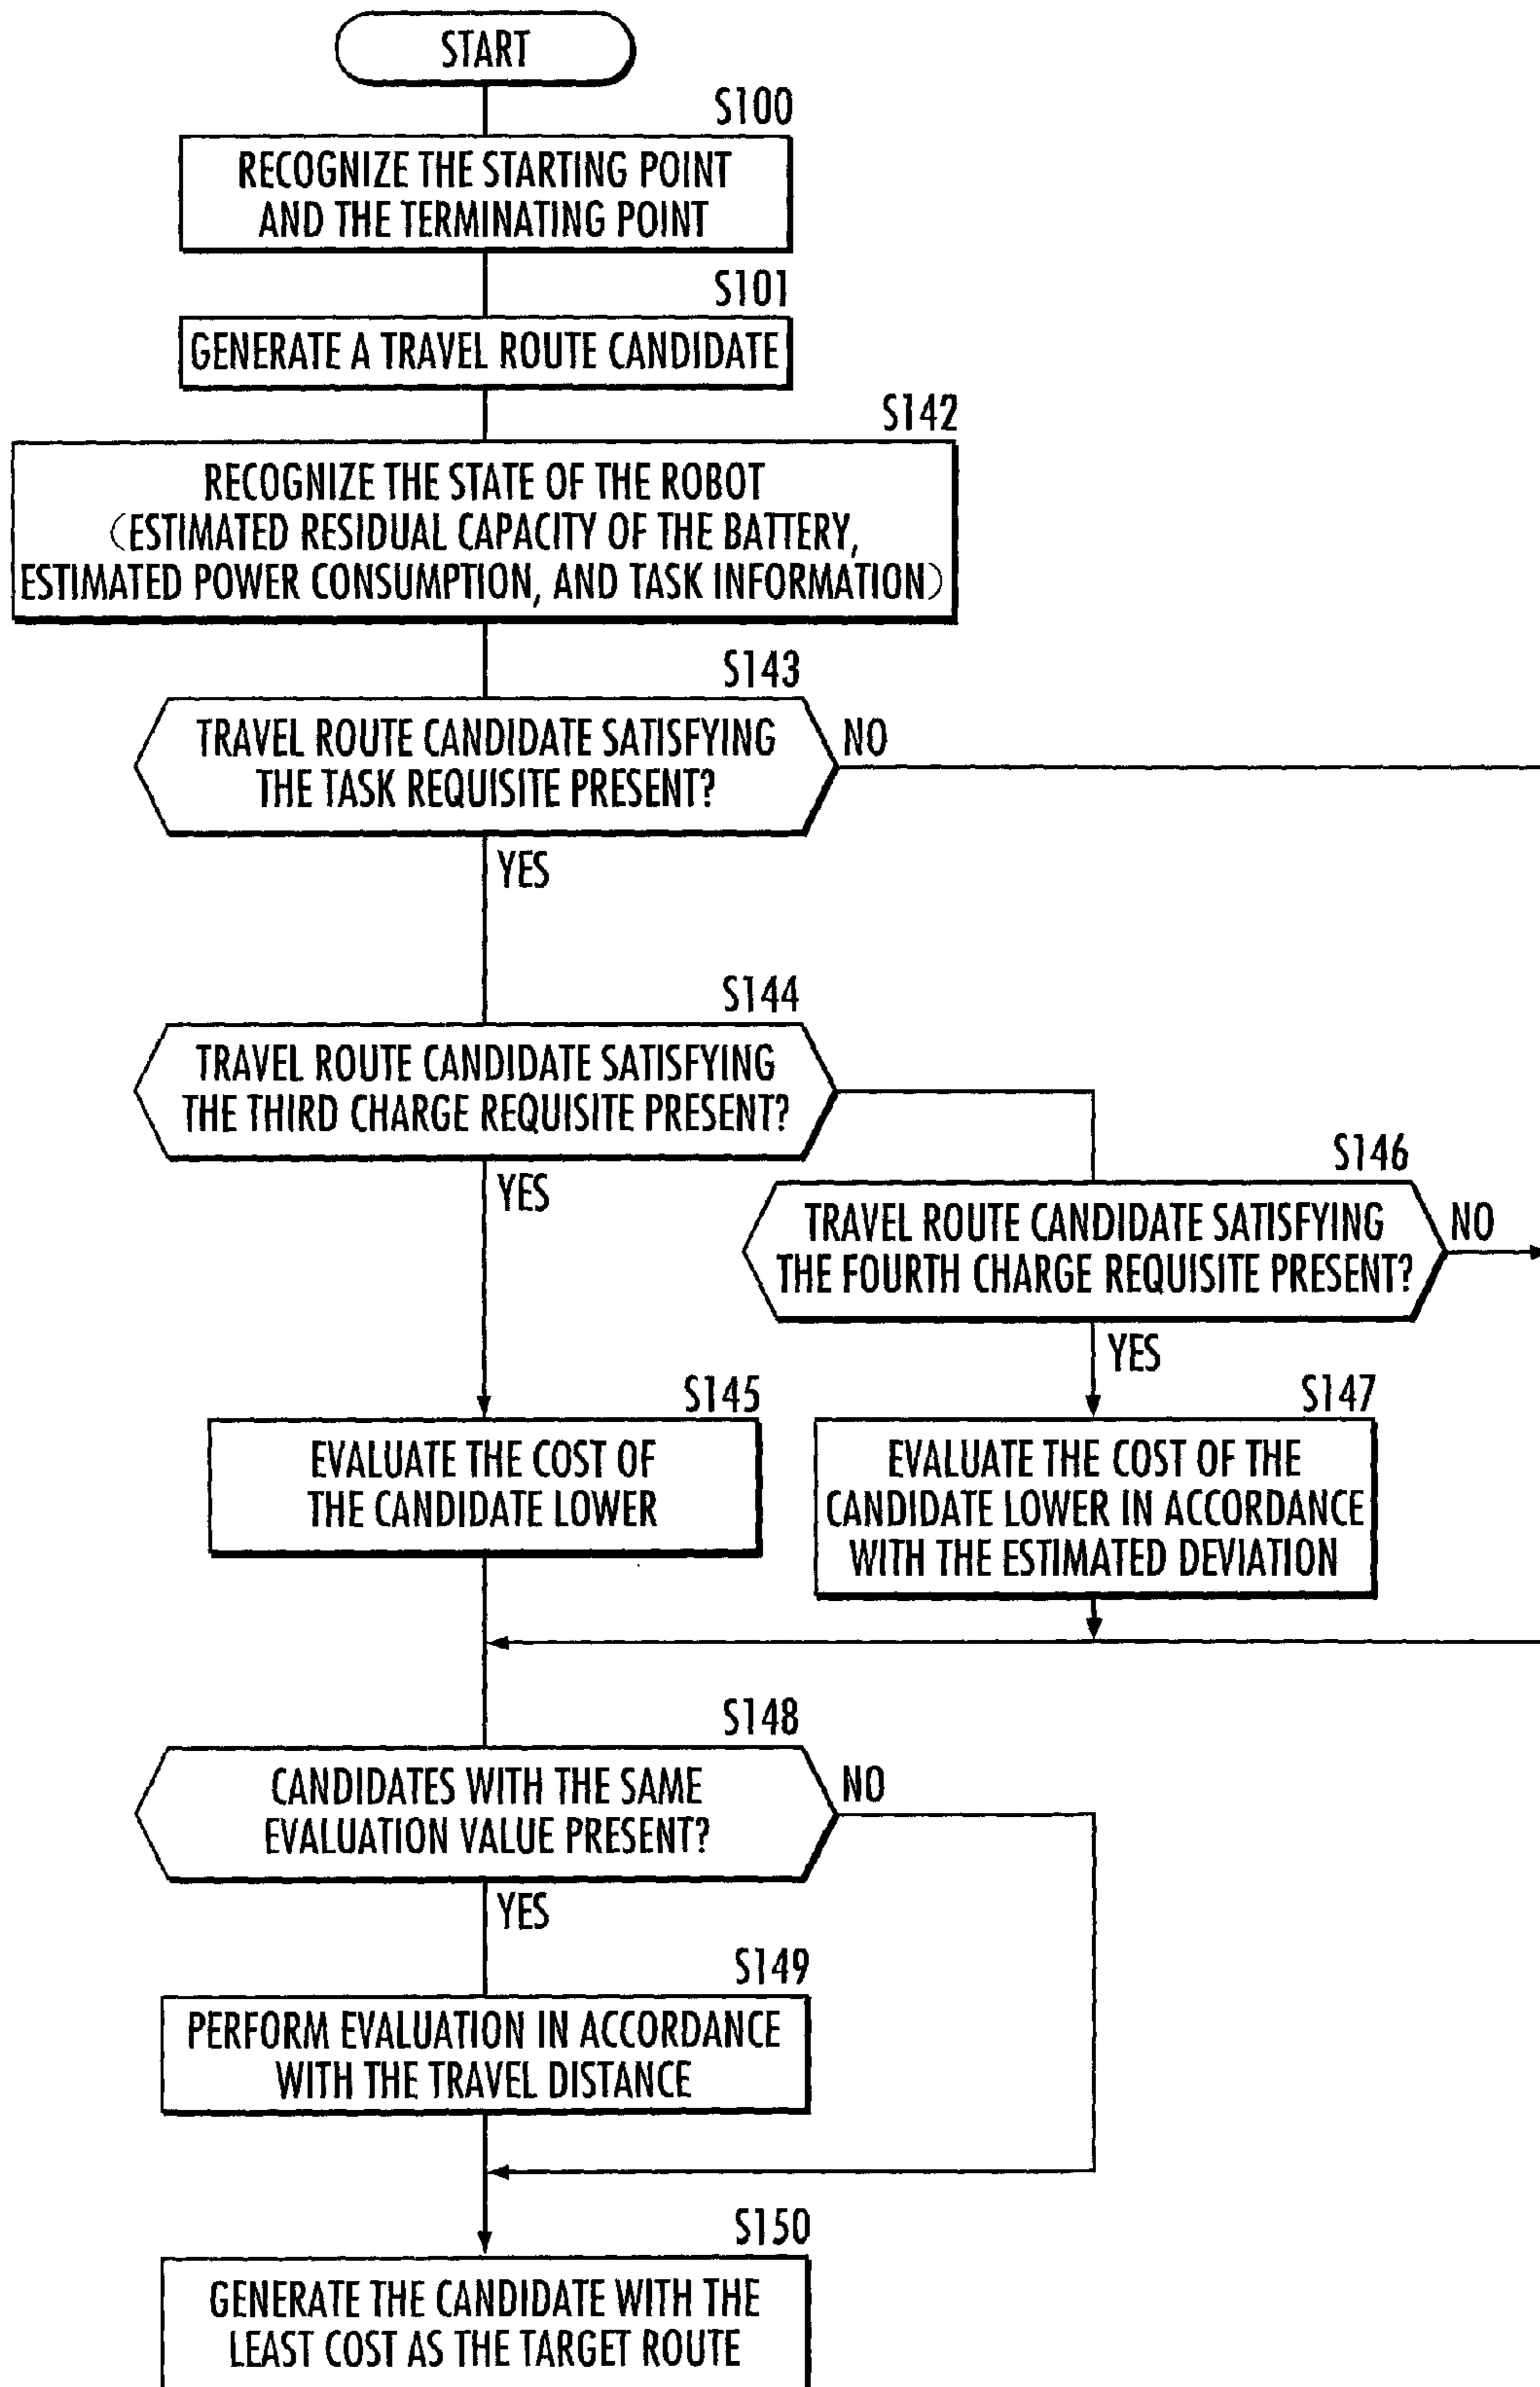 START
S100
RECOGNIZE THE STARTING POINT
AND THE TERMINATING POINT
S101
GENERATE A TRAVEL ROUTE CANDIDATE
S142
RECOGNIZE THE STATE OF THE ROBOT
(ESTIMATED RESIDUAL CAPACITY OF THE BATTERY,
ESTIMATED POWER CONSUMPTION, AND TASK INFORMATION)
S143
TRAVEL ROUTE CANDIDATE SATISFYING
THE TASK REQUISITE PRESENT?
NO
YES
S144
TRAVEL ROUTE CANDIDATE SATISFYING
THE THIRD CHARGE REQUISITE PRESENT?
YES
S146
TRAVEL ROUTE CANDIDATE SATISFYING
THE FOURTH CHARGE REQUISITE PRESENT?
NO
YES
S145
EVALUATE THE COST OF
THE CANDIDATE LOWER
S147
EVALUATE THE COST OF THE
CANDIDATE LOWER IN ACCORDANCE
WITH THE ESTIMATED DEVIATION
S148
CANDIDATES WITH THE SAME
EVALUATION VALUE PRESENT?
NO
YES
S149
PERFORM EVALUATION IN ACCORDANCE
WITH THE TRAVEL DISTANCE
S150
GENERATE THE CANDIDATE WITH THE
LEAST COST AS THE TARGET ROUTE